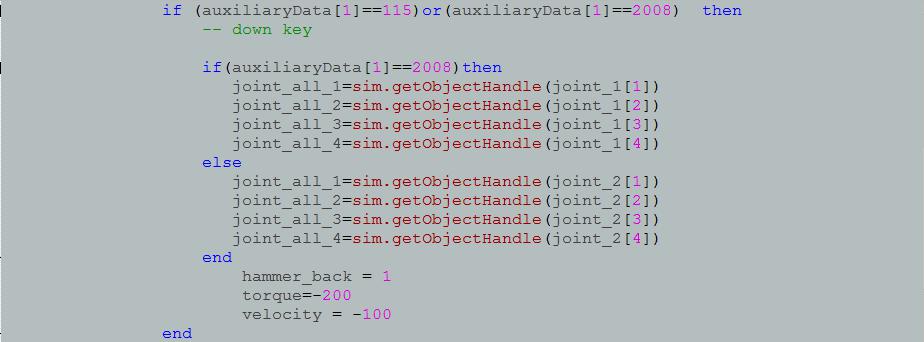 if (auxiliaryData[1]==115)or(auxiliaryData[1]==2008)  then
-- down key
if(auxiliaryData[1]==2008)then
joint_all_1=sim.getObjectHandle(joint_1[1])
joint_all_2=sim.getObjectHandle(joint_1[2])
joint_all_3=sim.getObjectHandle(joint_1[3])
joint_all_4=sim.getObjectHandle(joint_1[4])
else
joint_all_1=sim.getObjectHandle(joint_2[1])
joint_all_2=sim.getObjectHandle(joint_2[2])
joint_all_3=sim.getObjectHandle(joint_2[3])
joint_all_4=sim.getObjectHandle(joint_2[4])
end
hammer_back = 1
torque=-200
velocity = -100
end